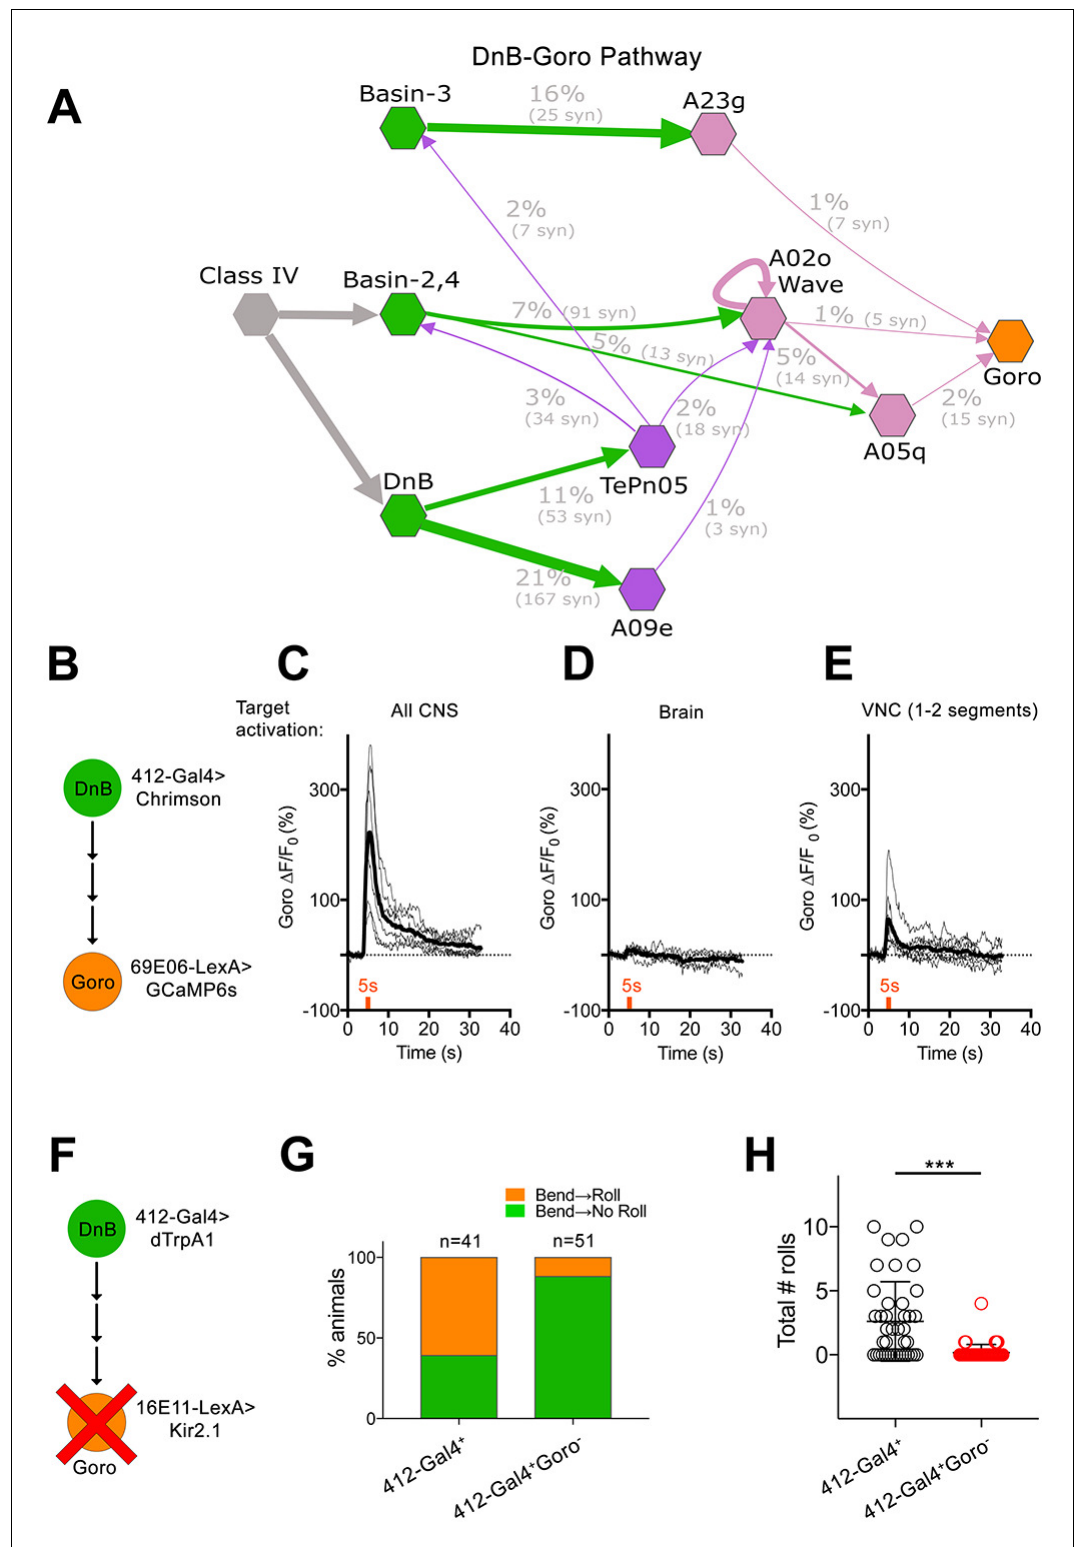 DnB-Goro Pathway
A
Basin-3
16%
(25 syn)
A23g
2%
(7 syn)
1%
(7 syn)
Class IV
Basin-2,4
A02o
Wave
7% (91 syn)
1% (5 syn)
5% (13 syn)
5%
(14 syn)
Goro
3%
(34 syn)
2%
(18 syn)
2%
(15 syn)
A05q
DnB
TePn05
11%
(53 syn)
1%
(3 syn)
21%
(167 syn)
A09e
B
DnB
412-Gal4>
Chrimson
Goro
69E06-LexA>
GCaMP6s
C
Target
activation:
All CNS
Goro ΔF/F0 (%)
300
100
-100
5s
0 10 20 30 40
Time (s)
D
Brain
Goro ΔF/F0 (%)
300
100
-100
5s
0 10 20 30 40
Time (s)
E
VNC (1-2 segments)
Goro ΔF/F0 (%)
300
100
-100
5s
0 10 20 30 40
Time (s)
F
DnB
412-Gal4>
dTrpA1
16E11-LexA>
Kir2.1
Goro
G
Bend→Roll
Bend→No Roll
n=41
n=51
% animals
100
50
0
412-Gal4+
412-Gal4+Goro-
H
***
Total # rolls
10
5
0
412-Gal4+
412-Gal4+Goro-